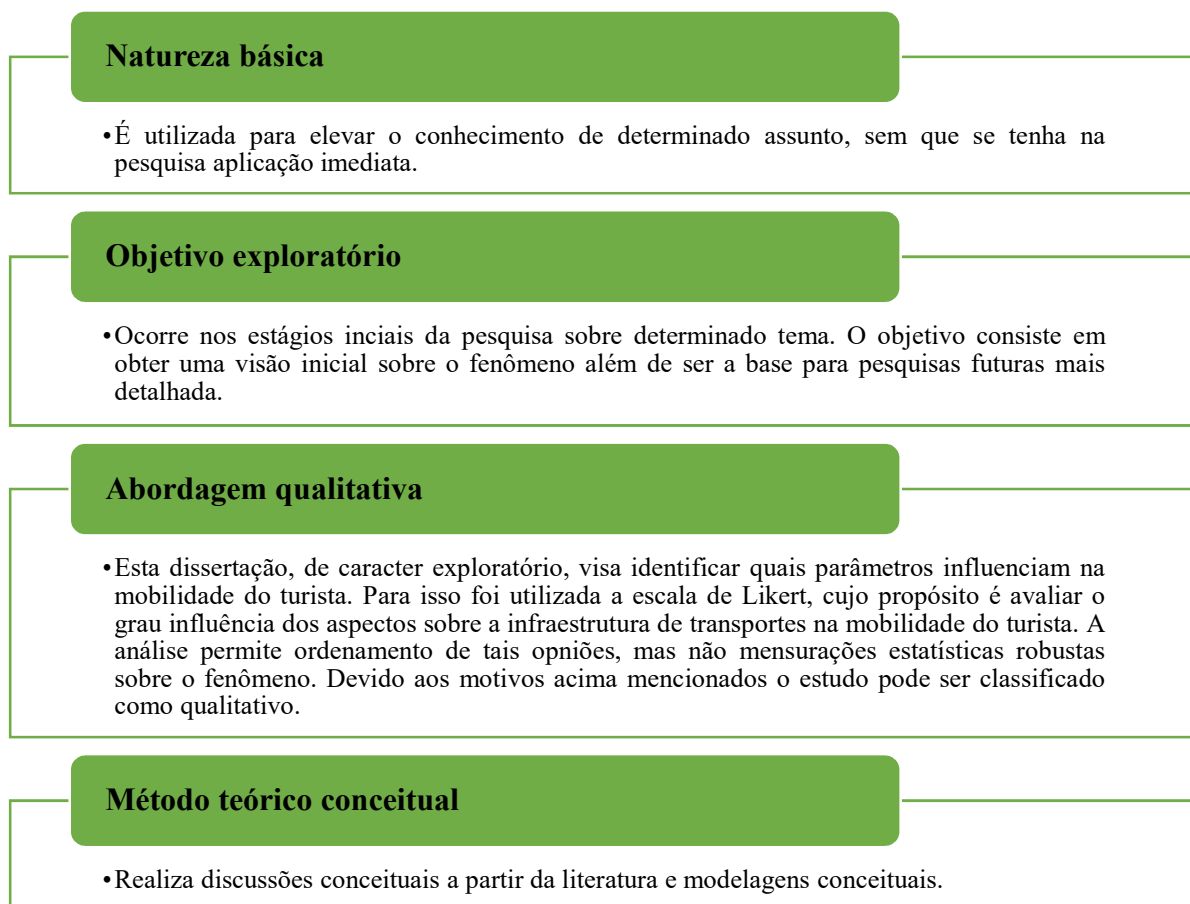 Natureza básica
•É utilizada para elevar o conhecimento de determinado assunto, sem que se tenha na
pesquisa aplicação imediata.
Objetivo exploratório
•Ocorre nos estágios inciais da pesquisa sobre determinado tema. O objetivo consiste em
obter uma visão inicial sobre o fenômeno além de ser a base para pesquisas futuras mais
detalhada.
Abordagem qualitativa
•Esta dissertação, de caracter exploratório, visa identificar quais parâmetros influenciam na
mobilidade do turista. Para isso foi utilizada a escala de Likert, cujo propósito é avaliar o
grau influência dos aspectos sobre a infraestrutura de transportes na mobilidade do turista. A
análise permite ordenamento de tais opniões, mas não mensurações estatísticas robustas
sobre o fenômeno. Devido aos motivos acima mencionados o estudo pode ser classificado
como qualitativo.
Método teórico conceitual
•Realiza discussões conceituais a partir da literatura e modelagens conceituais.